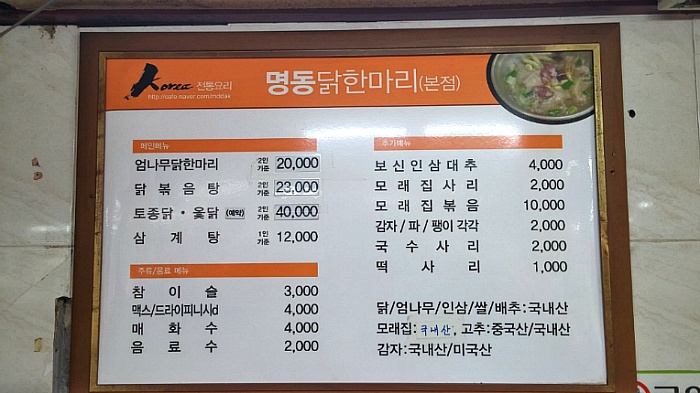 Korea 전통요리
http://cafe.naver.com/mddak
명동닭한마리(본점)
메인메뉴
엄나무닭한마리 2인기준 20,000
닭볶음탕 2인기준 23,000
토종닭·옻닭 (예약) 2인기준 40,000
삼계탕 1인기준 12,000
주류/음료 메뉴
참이슬 3,000
맥스/드라이피니시d 4,000
매화수 4,000
음료수 2,000
추가메뉴
보신인삼대추 4,000
모래집사리 2,000
모래집볶음 10,000
감자/파/팽이 각각 2,000
국수사리 2,000
떡사리 1,000
닭/엄나무/인삼/쌀/배추:국내산
모래집:국내산, 고추:중국산/국내산
감자:국내산/미국산